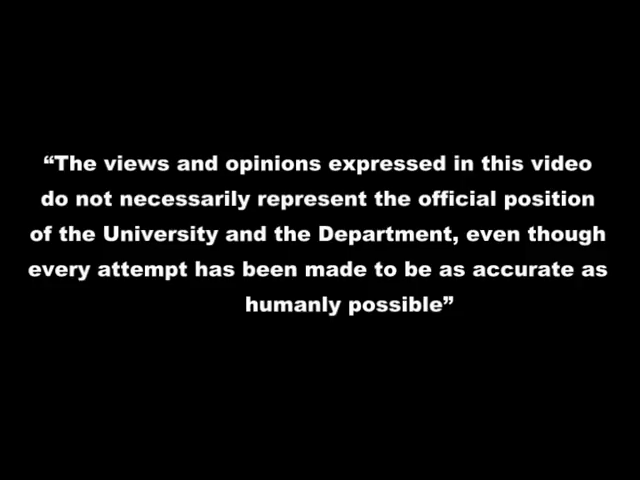 “The views and opinions expressed in this video
do not necessarily represent the official position
of the University and the Department, even though
every attempt has been made to be as accurate as
humanly possible”